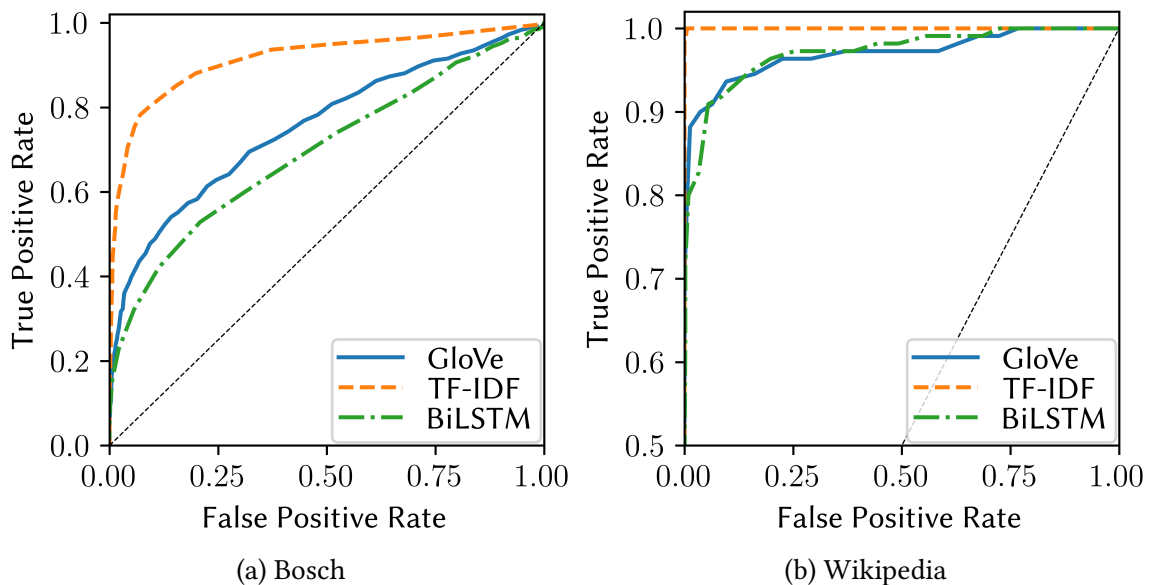 1.0
0.8
0.6
0.4
0.2
0.0
True Positive Rate
0.00 0.25 0.50 0.75 1.00
False Positive Rate
GloVe
TF-IDF
BiLSTM
(a) Bosch
1.0
0.9
0.8
0.7
0.6
0.5
True Positive Rate
0.00 0.25 0.50 0.75 1.00
False Positive Rate
GloVe
TF-IDF
BiLSTM
(b) Wikipedia